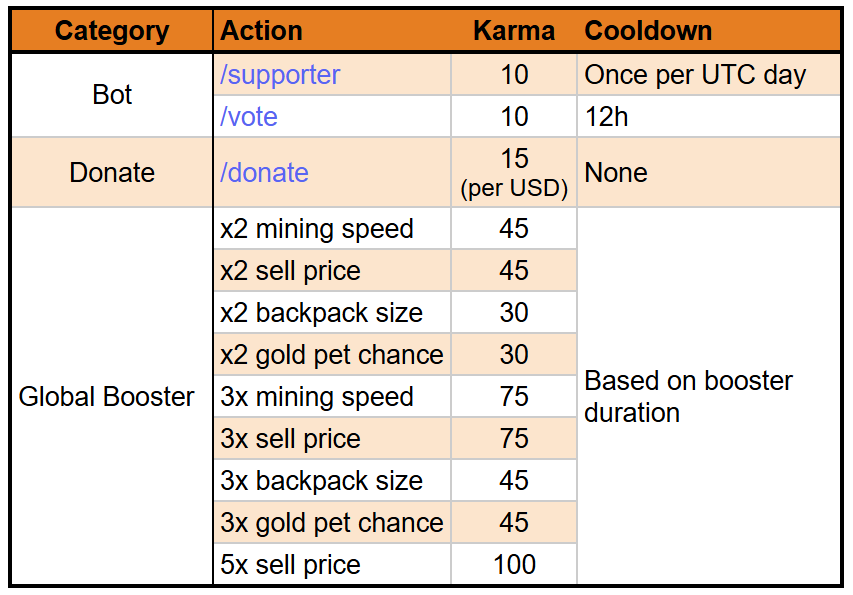 Category Action Karma Cooldown
Bot
/supporter 10 Once per UTC day
/vote 10 12h
Donate /donate 15 (per USD) None
Global Booster
x2 mining speed 45
x2 sell price 45
x2 backpack size 30
x2 gold pet chance 30
3x mining speed 75
3x sell price 75
3x backpack size 45
3x gold pet chance 45
5x sell price 100
Based on booster
duration